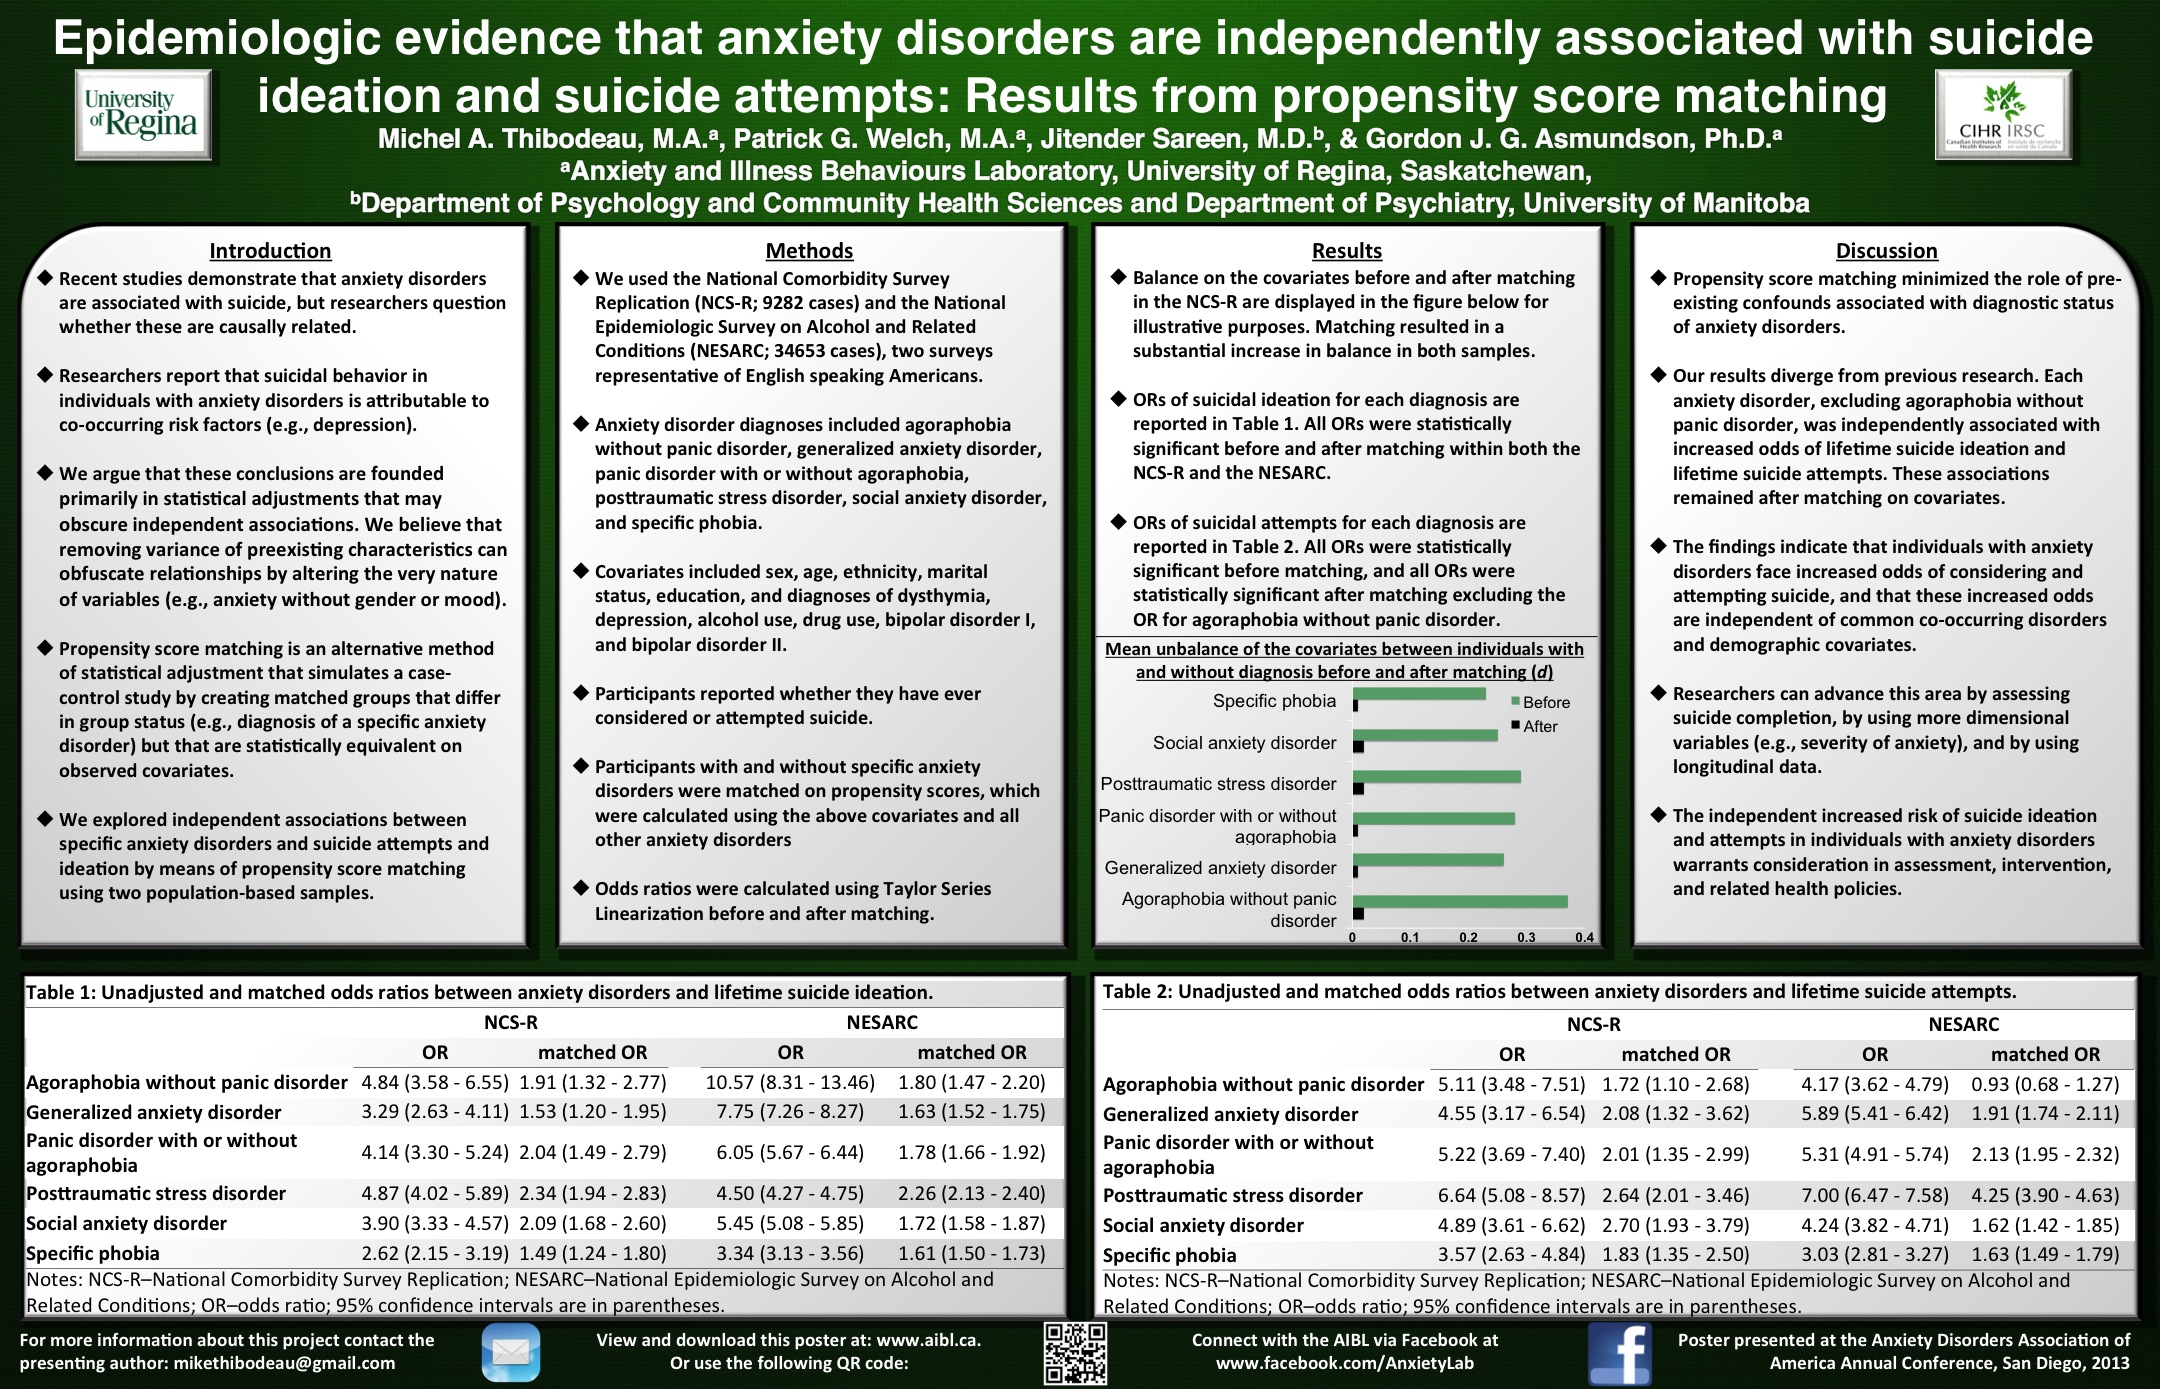 Epidemiologic evidence that anxiety disorders are independently associated with suicide
ideation and suicide attempts: Results from propensity score matching
University
of Regina
CIHR IRSC
Canadian Institutes of
Health Research
Instituts de recherche
en santé du Canada
Michel A. Thibodeau, M.A.ᵃ, Patrick G. Welch, M.A.ᵃ, Jitender Sareen, M.D.ᵇ, & Gordon J. G. Asmundson, Ph.D.ᵃ
ᵃAnxiety and Illness Behaviours Laboratory, University of Regina, Saskatchewan,
ᵇDepartment of Psychology and Community Health Sciences and Department of Psychiatry, University of Manitoba
Introduction
◆ Recent studies demonstrate that anxiety disorders
are associated with suicide, but researchers question
whether these are causally related.
◆ Researchers report that suicidal behavior in
individuals with anxiety disorders is attributable to
co-occurring risk factors (e.g., depression).
◆ We argue that these conclusions are founded
primarily in statistical adjustments that may
obscure independent associations. We believe that
removing variance of preexisting characteristics can
obfuscate relationships by altering the very nature
of variables (e.g., anxiety without gender or mood).
◆ Propensity score matching is an alternative method
of statistical adjustment that simulates a case-
control study by creating matched groups that differ
in group status (e.g., diagnosis of a specific anxiety
disorder) but that are statistically equivalent on
observed covariates.
◆ We explored independent associations between
specific anxiety disorders and suicide attempts and
ideation by means of propensity score matching
using two population-based samples.
Methods
◆ We used the National Comorbidity Survey
Replication (NCS-R; 9282 cases) and the National
Epidemiologic Survey on Alcohol and Related
Conditions (NESARC; 34653 cases), two surveys
representative of English speaking Americans.
◆ Anxiety disorder diagnoses included agoraphobia
without panic disorder, generalized anxiety disorder,
panic disorder with or without agoraphobia,
posttraumatic stress disorder, social anxiety disorder,
and specific phobia.
◆ Covariates included sex, age, ethnicity, marital
status, education, and diagnoses of dysthymia,
depression, alcohol use, drug use, bipolar disorder I,
and bipolar disorder II.
◆ Participants reported whether they have ever
considered or attempted suicide.
◆ Participants with and without specific anxiety
disorders were matched on propensity scores, which
were calculated using the above covariates and all
other anxiety disorders
◆ Odds ratios were calculated using Taylor Series
Linearization before and after matching.
Results
◆ Balance on the covariates before and after matching
in the NCS-R are displayed in the figure below for
illustrative purposes. Matching resulted in a
substantial increase in balance in both samples.
◆ ORs of suicidal ideation for each diagnosis are
reported in Table 1. All ORs were statistically
significant before and after matching within both the
NCS-R and the NESARC.
◆ ORs of suicidal attempts for each diagnosis are
reported in Table 2. All ORs were statistically
significant before matching, and all ORs were
statistically significant after matching excluding the
OR for agoraphobia without panic disorder.
Mean unbalance of the covariates between individuals with
and without diagnosis before and after matching (d)
Specific phobia
Social anxiety disorder
Posttraumatic stress disorder
Panic disorder with or without
agoraphobia
Generalized anxiety disorder
Agoraphobia without panic
disorder
Before
After
0 0.1 0.2 0.3 0.4
Discussion
◆ Propensity score matching minimized the role of pre-
existing confounds associated with diagnostic status
of anxiety disorders.
◆ Our results diverge from previous research. Each
anxiety disorder, excluding agoraphobia without
panic disorder, was independently associated with
increased odds of lifetime suicide ideation and
lifetime suicide attempts. These associations
remained after matching on covariates.
◆ The findings indicate that individuals with anxiety
disorders face increased odds of considering and
attempting suicide, and that these increased odds
are independent of common co-occurring disorders
and demographic covariates.
◆ Researchers can advance this area by assessing
suicide completion, by using more dimensional
variables (e.g., severity of anxiety), and by using
longitudinal data.
◆ The independent increased risk of suicide ideation
and attempts in individuals with anxiety disorders
warrants consideration in assessment, intervention,
and related health policies.
Table 1: Unadjusted and matched odds ratios between anxiety disorders and lifetime suicide ideation.
NCS-R NESARC
OR matched OR OR matched OR
Agoraphobia without panic disorder 4.84 (3.58 - 6.55) 1.91 (1.32 - 2.77) 10.57 (8.31 - 13.46) 1.80 (1.47 - 2.20)
Generalized anxiety disorder 3.29 (2.63 - 4.11) 1.53 (1.20 - 1.95) 7.75 (7.26 - 8.27) 1.63 (1.52 - 1.75)
Panic disorder with or without
agoraphobia 4.14 (3.30 - 5.24) 2.04 (1.49 - 2.79) 6.05 (5.67 - 6.44) 1.78 (1.66 - 1.92)
Posttraumatic stress disorder 4.87 (4.02 - 5.89) 2.34 (1.94 - 2.83) 4.50 (4.27 - 4.75) 2.26 (2.13 - 2.40)
Social anxiety disorder 3.90 (3.33 - 4.57) 2.09 (1.68 - 2.60) 5.45 (5.08 - 5.85) 1.72 (1.58 - 1.87)
Specific phobia 2.62 (2.15 - 3.19) 1.49 (1.24 - 1.80) 3.34 (3.13 - 3.56) 1.61 (1.50 - 1.73)
Notes: NCS-R–National Comorbidity Survey Replication; NESARC–National Epidemiologic Survey on Alcohol and
Related Conditions; OR–odds ratio; 95% confidence intervals are in parentheses.
Table 2: Unadjusted and matched odds ratios between anxiety disorders and lifetime suicide attempts.
NCS-R NESARC
OR matched OR OR matched OR
Agoraphobia without panic disorder 5.11 (3.48 - 7.51) 1.72 (1.10 - 2.68) 4.17 (3.62 - 4.79) 0.93 (0.68 - 1.27)
Generalized anxiety disorder 4.55 (3.17 - 6.54) 2.08 (1.32 - 3.62) 5.89 (5.41 - 6.42) 1.91 (1.74 - 2.11)
Panic disorder with or without
agoraphobia 5.22 (3.69 - 7.40) 2.01 (1.35 - 2.99) 5.31 (4.91 - 5.74) 2.13 (1.95 - 2.32)
Posttraumatic stress disorder 6.64 (5.08 - 8.57) 2.64 (2.01 - 3.46) 7.00 (6.47 - 7.58) 4.25 (3.90 - 4.63)
Social anxiety disorder 4.89 (3.61 - 6.62) 2.70 (1.93 - 3.79) 4.24 (3.82 - 4.71) 1.62 (1.42 - 1.85)
Specific phobia 3.57 (2.63 - 4.84) 1.83 (1.35 - 2.50) 3.03 (2.81 - 3.27) 1.63 (1.49 - 1.79)
Notes: NCS-R–National Comorbidity Survey Replication; NESARC–National Epidemiologic Survey on Alcohol and
Related Conditions; OR–odds ratio; 95% confidence intervals are in parentheses.
For more information about this project contact the
presenting author: mikethibodeau@gmail.com
View and download this poster at: www.aibl.ca.
Or use the following QR code:
Connect with the AIBL via Facebook at
www.facebook.com/AnxietyLab
f
Poster presented at the Anxiety Disorders Association of
America Annual Conference, San Diego, 2013